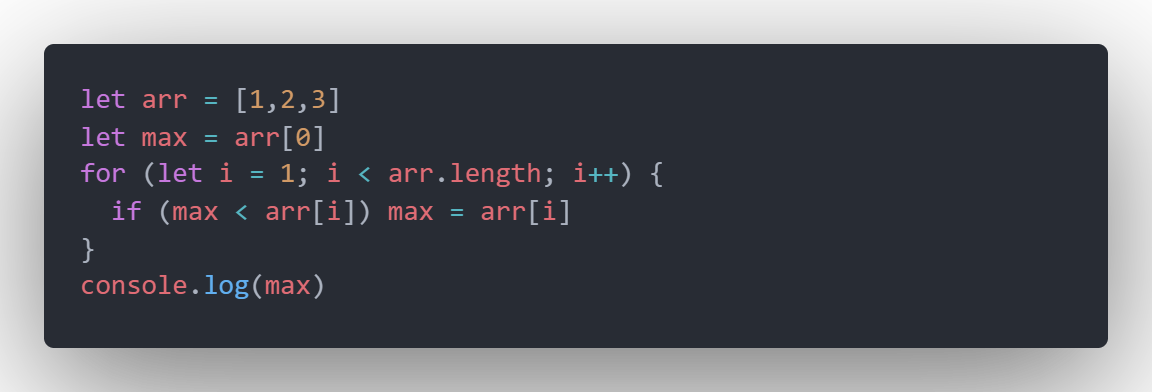 let arr = [1,2,3]
let max = arr[0]
for (let i = 1; i < arr.length; i++) {
  if (max < arr[i]) max = arr[i]
}
console.log(max)